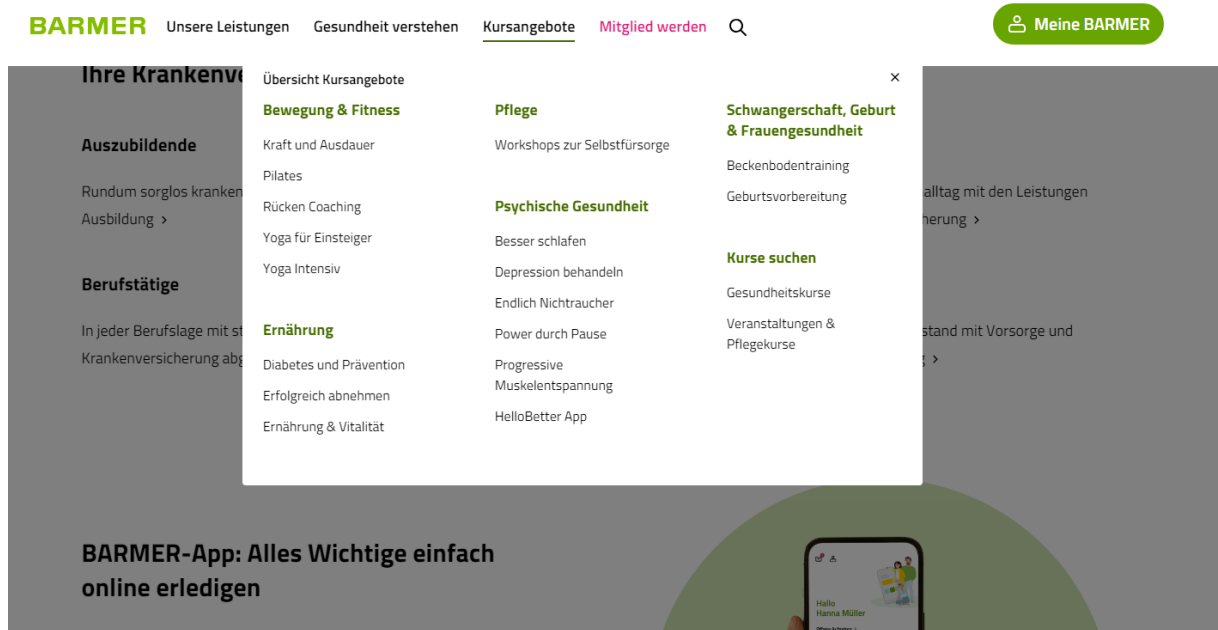 BARMER
Unsere Leistungen
Gesundheit verstehen
Kursangebote
Mitglied werden
Meine BARMER
Ihre Krankenve
Auszubildende
Rundum sorglos kranken
Ausbildung >
Berufstätige
In jeder Berufslage mit st
Krankenversicherung abg
Übersicht Kursangebote
×
Bewegung & Fitness
Kraft und Ausdauer
Pilates
Rücken Coaching
Yoga für Einsteiger
Yoga Intensiv
Ernährung
Diabetes und Prävention
Erfolgreich abnehmen
Ernährung & Vitalität
Pflege
Workshops zur Selbstfürsorge
Psychische Gesundheit
Besser schlafen
Depression behandeln
Endlich Nichtraucher
Power durch Pause
Progressive
Muskelentspannung
HelloBetter App
Schwangerschaft, Geburt
& Frauengesundheit
Beckenbodentraining
Geburtsvorbereitung
Kurse suchen
Gesundheitskurse
Veranstaltungen &
Pflegekurse
alltag mit den Leistungen
herung >
stand mit Vorsorge und
>
BARMER-App: Alles Wichtige einfach
online erledigen
Hallo
Hanna Müller